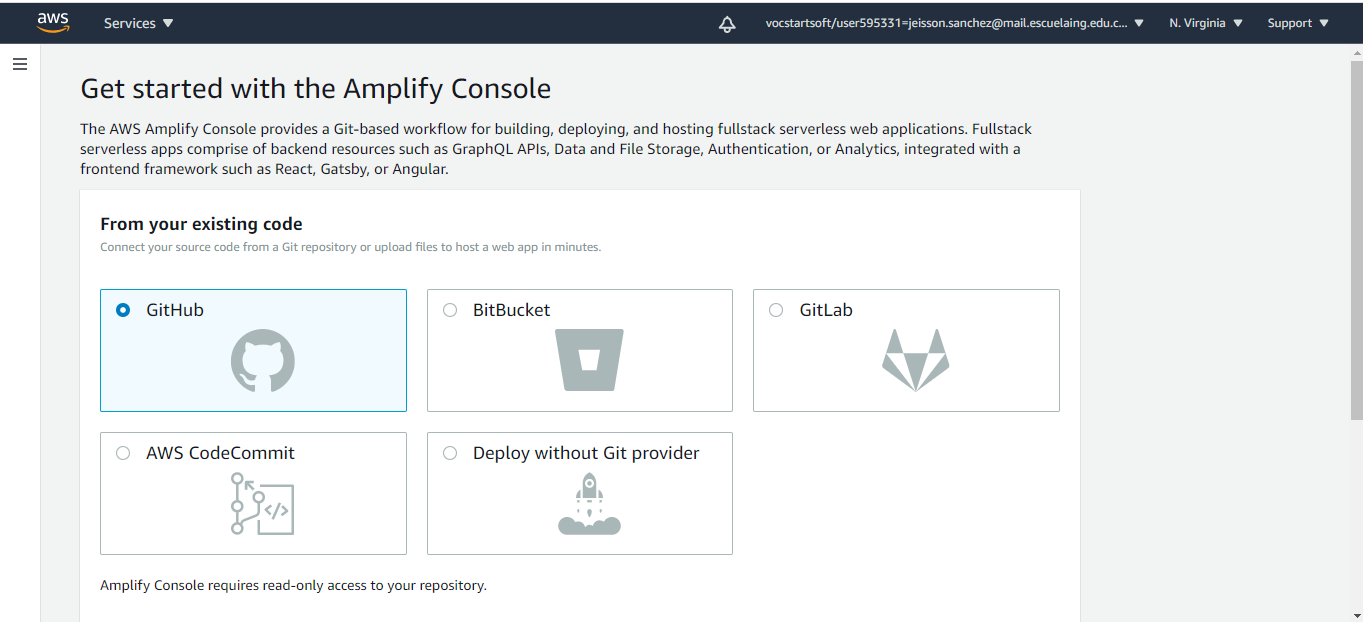 aws
Services
vocstartsoft/user595331=jeisson.sanchez@mail.escuelaing.edu.c...
N. Virginia
Support
Get started with the Amplify Console
The AWS Amplify Console provides a Git-based workflow for building, deploying, and hosting fullstack serverless web applications. Fullstack
serverless apps comprise of backend resources such as GraphQL APIs, Data and File Storage, Authentication, or Analytics, integrated with a
frontend framework such as React, Gatsby, or Angular.
From your existing code
Connect your source code from a Git repository or upload files to host a web app in minutes.
GitHub
BitBucket
GitLab
AWS CodeCommit
Deploy without Git provider
Amplify Console requires read-only access to your repository.